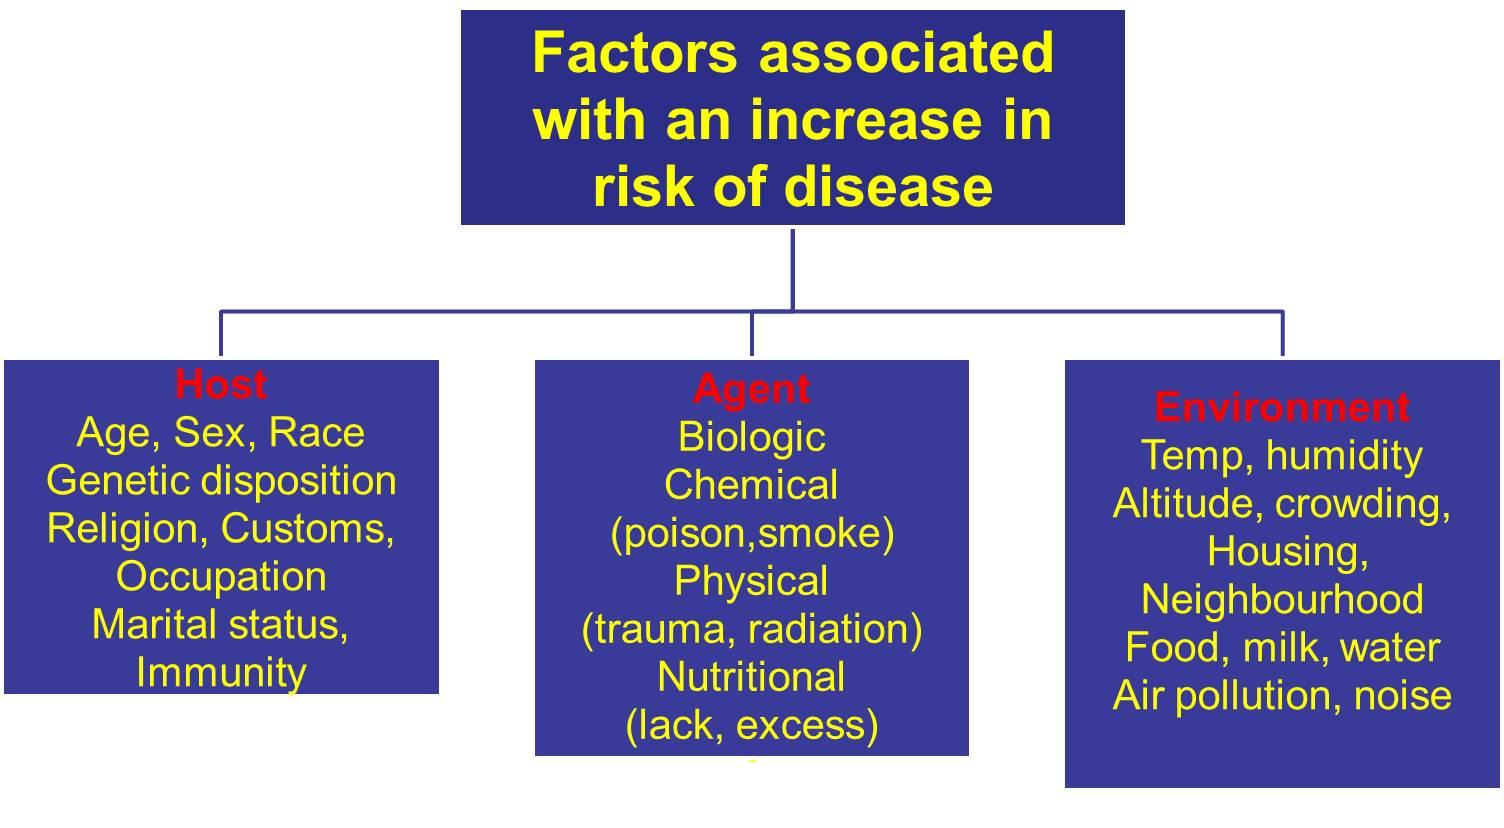 Factors associated
with an increase in
risk of disease
Host
Age, Sex, Race
Genetic disposition
Religion, Customs,
Occupation
Marital status,
Immunity
Agent
Biologic
Chemical
(poison,smoke)
Physical
(trauma, radiation)
Nutritional
(lack, excess)
Environment
Temp, humidity
Altitude, crowding,
Housing,
Neighbourhood
Food, milk, water
Air pollution, noise